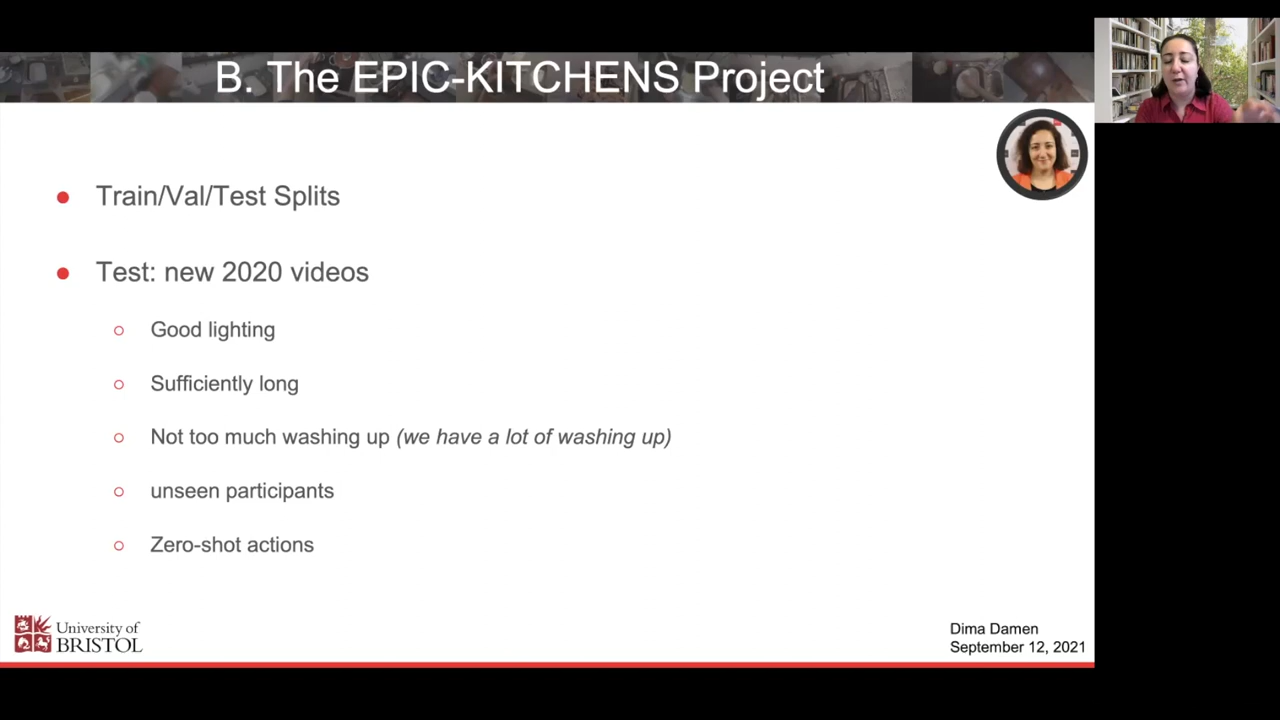 B. The EPIC-KITCHENS Project
Train/Val/Test Splits
Test: new 2020 videos
Good lighting
Sufficiently long
Not too much washing up (we have a lot of washing up)
unseen participants
Zero-shot actions
University of
BRISTOL
Dima Damen
September 12, 2021